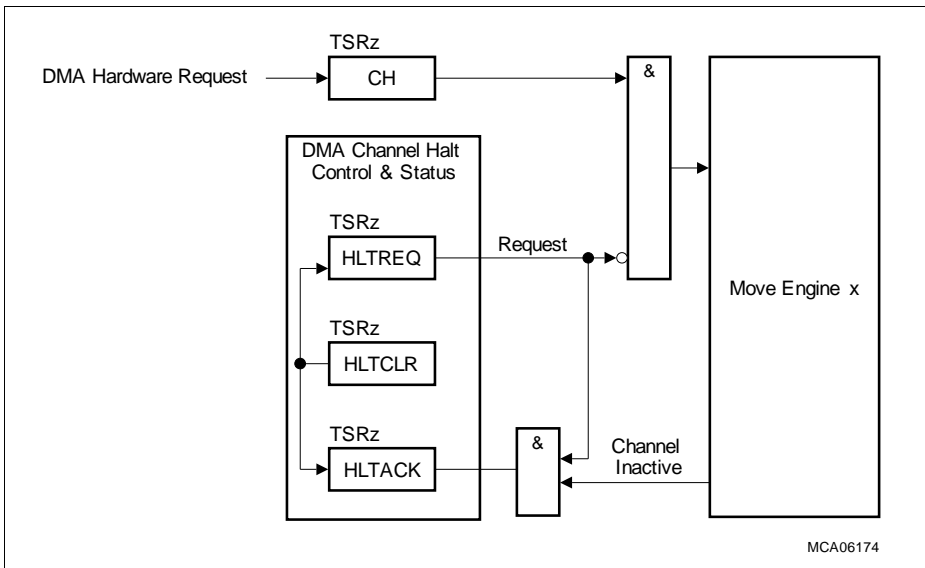 TSRz
DMA Hardware Request
CH
&
DMA Channel Halt
Control & Status
TSRz
HLTREQ
Request
Move Engine x
TSRz
HLTCLR
TSRz
HLTACK
&
Channel
Inactive
MCA06174